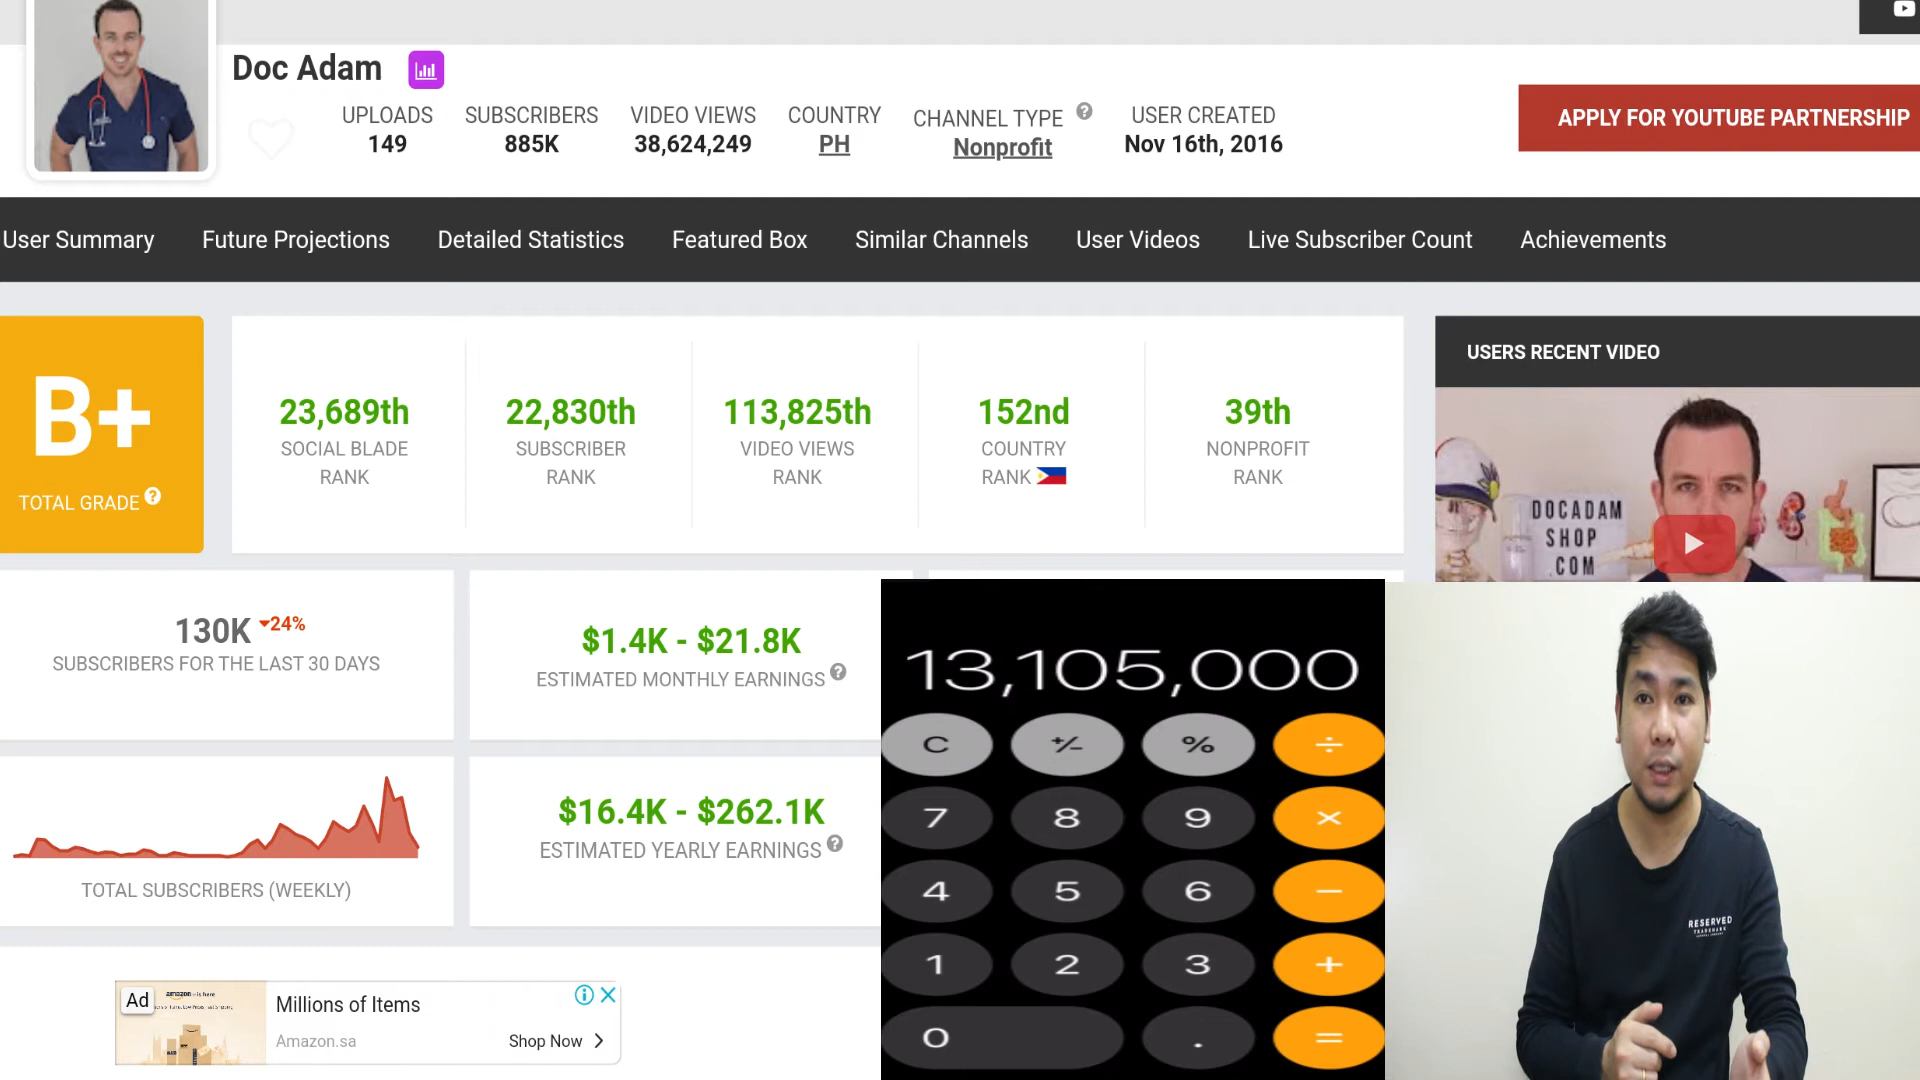 Doc Adam
UPLOADS
149
SUBSCRIBERS
885K
VIDEO VIEWS
38,624,249
COUNTRY
PH
CHANNEL TYPE ?
Nonprofit
USER CREATED
Nov 16th, 2016
APPLY FOR YOUTUBE PARTNERSHIP
User Summary
Future Projections
Detailed Statistics
Featured Box
Similar Channels
User Videos
Live Subscriber Count
Achievements
B+
TOTAL GRADE ?
23,689th
SOCIAL BLADE
RANK
22,830th
SUBSCRIBER
RANK
113,825th
VIDEO VIEWS
RANK
152nd
COUNTRY
RANK
39th
NONPROFIT
RANK
USERS RECENT VIDEO
DOCADAM
SHOP
.COM
130K 24%
SUBSCRIBERS FOR THE LAST 30 DAYS
$1.4K - $21.8K
ESTIMATED MONTHLY EARNINGS ?
TOTAL SUBSCRIBERS (WEEKLY)
$16.4K - $262.1K
ESTIMATED YEARLY EARNINGS ?
13,105,000
C +/- % ÷
7 8 9 ×
4 5 6 −
1 2 3 +
0 . =
RESERVED
TRADEMARK
Ad
amazon is here
Millions of Items
Amazon.sa
Shop Now